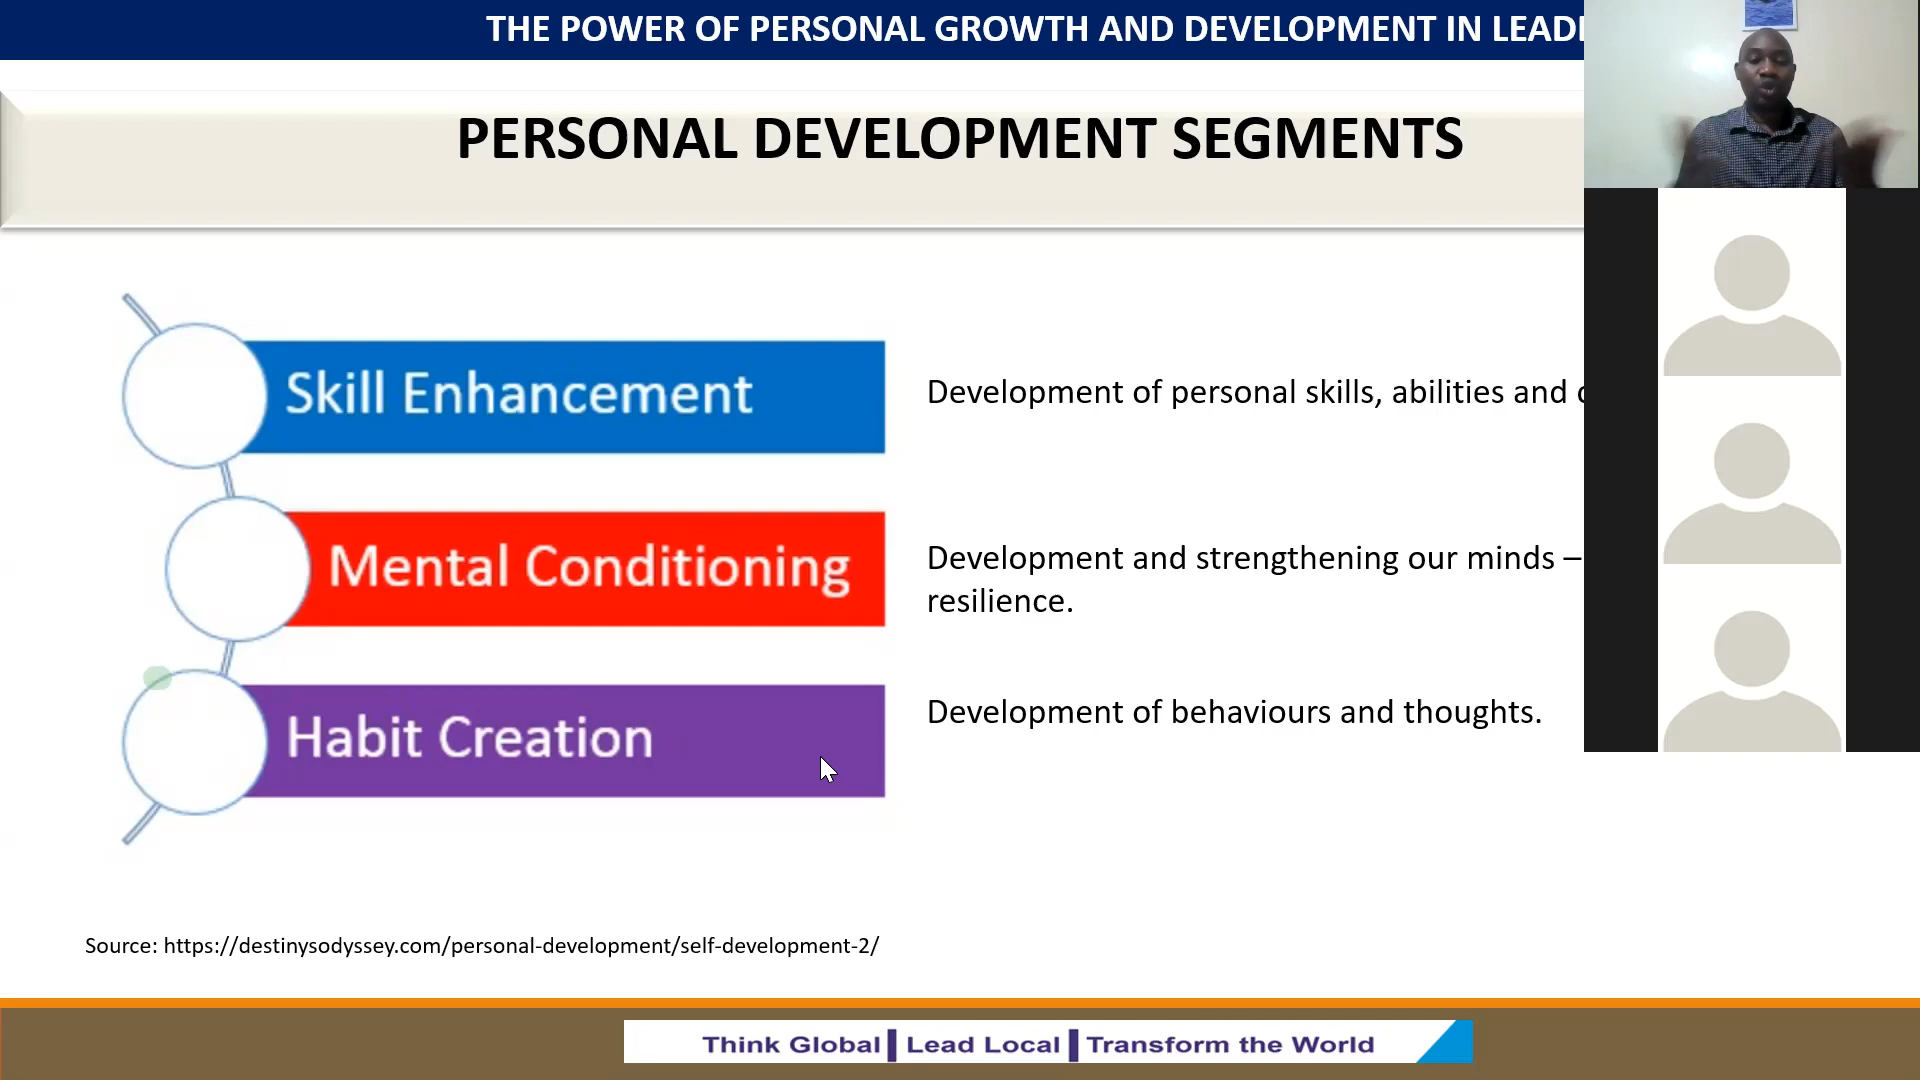 THE POWER OF PERSONAL GROWTH AND DEVELOPMENT IN
PERSONAL DEVELOPMENT SEGMENTS
Skill Enhancement
Development of personal skills, abilities and
Mental Conditioning
Development and strengthening our minds –
resilience.
Habit Creation
Development of behaviours and thoughts.
Source: https://destinysodyssey.com/personal-development/self-development-2/
Think Global Lead Local Transform the World